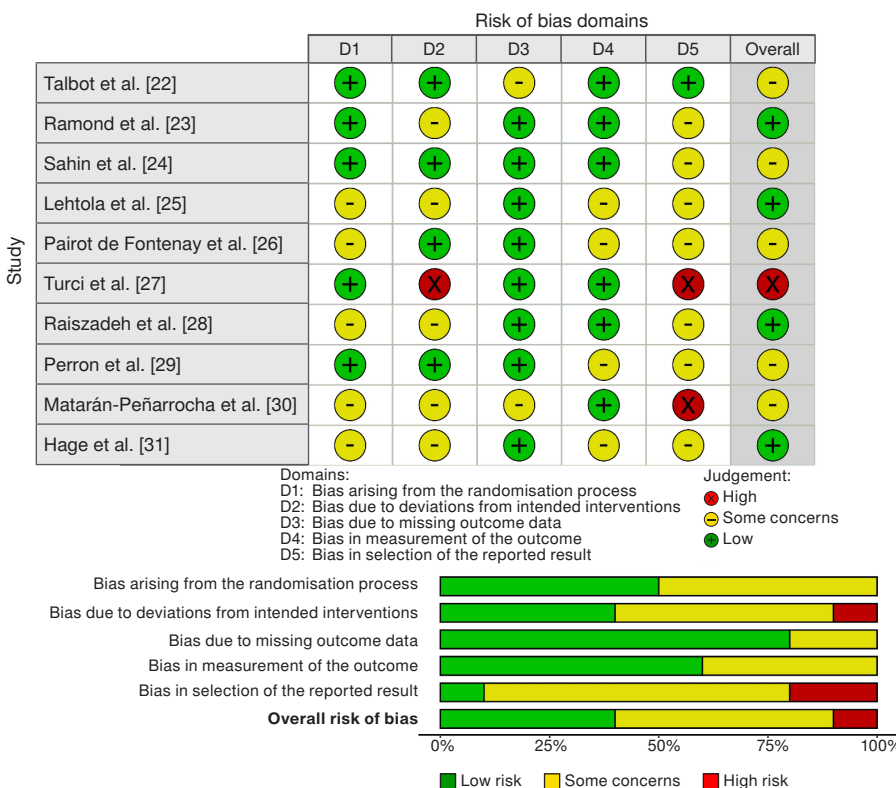 Risk of bias domains
D1 D2 D3 D4 D5 Overall
Study
Talbot et al. [22] + + - + + -
Ramond et al. [23] + - + + - +
Sahin et al. [24] + + + + - -
Lehtola et al. [25] - - + - - +
Pairot de Fontenay et al. [26] - + + - - -
Turci et al. [27] + X + + X X
Raiszadeh et al. [28] - - + + - +
Perron et al. [29] + + + - - -
Matarán-Peñarrocha et al. [30] - - - + X -
Hage et al. [31] - - + - - +
Domains:
D1: Bias arising from the randomisation process
D2: Bias due to deviations from intended interventions
D3: Bias due to missing outcome data
D4: Bias in measurement of the outcome
D5: Bias in selection of the reported result
Judgement:
X High
- Some concerns
+ Low
Bias arising from the randomisation process
Bias due to deviations from intended interventions
Bias due to missing outcome data
Bias in measurement of the outcome
Bias in selection of the reported result
Overall risk of bias
0% 25% 50% 75% 100%
Low risk Some concerns High risk